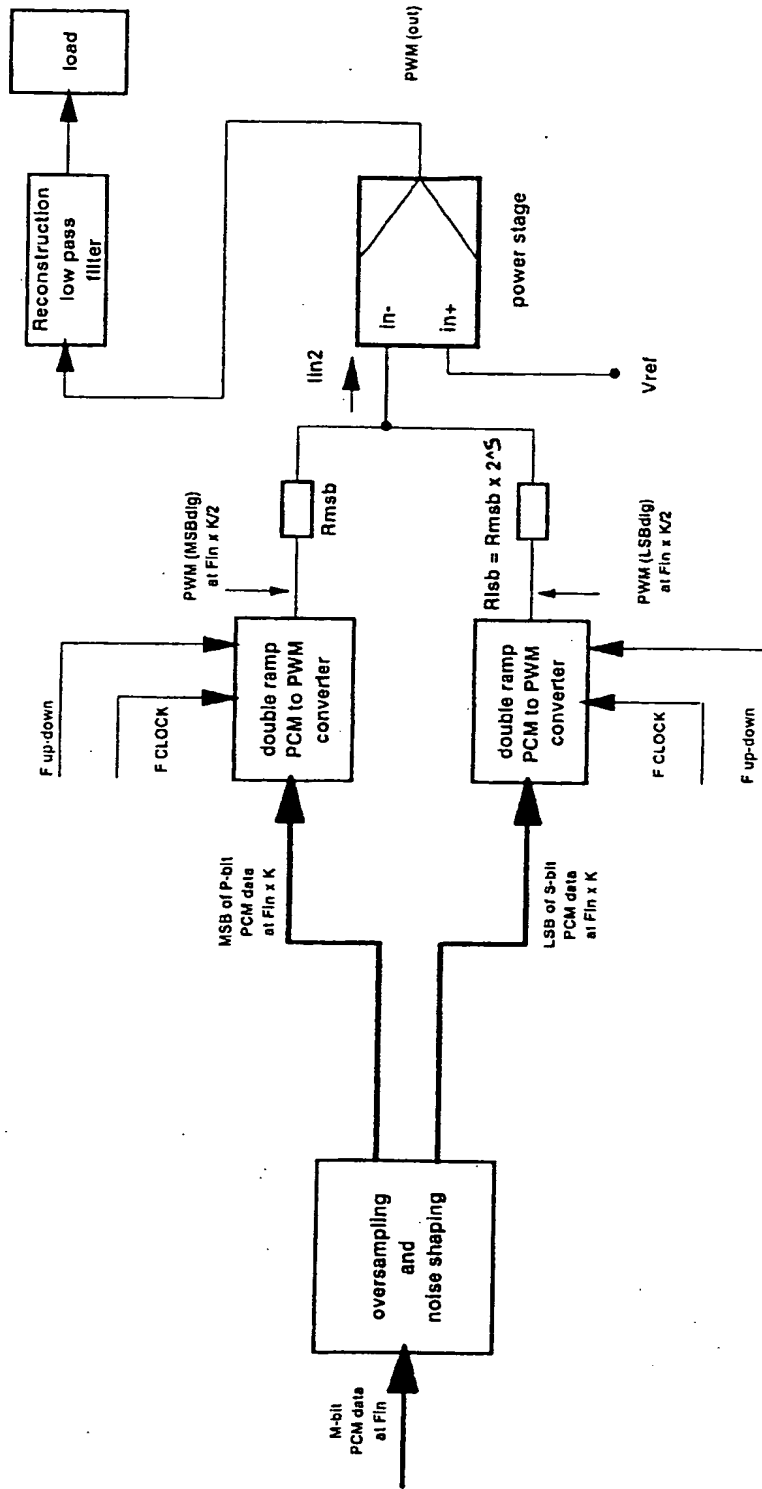 M-bit
PCM data
at Fin
oversampling
and
noise shaping
MSB of P-bit
PCM data
at Fin x K
LSB of S-bit
PCM data
at Fin x K
F up-down
F CLOCK
double ramp
PCM to PWM
converter
PWM (MSBdig)
at Fin x K/2
Rmsb
double ramp
PCM to PWM
converter
F CLOCK
F up-down
Rlsb = Rmsb x 2^S
PWM (LSBdig)
at Fin x K/2
Iin2
in-
in+
power stage
Vref
PWM (out)
Reconstruction
low pass
filter
load